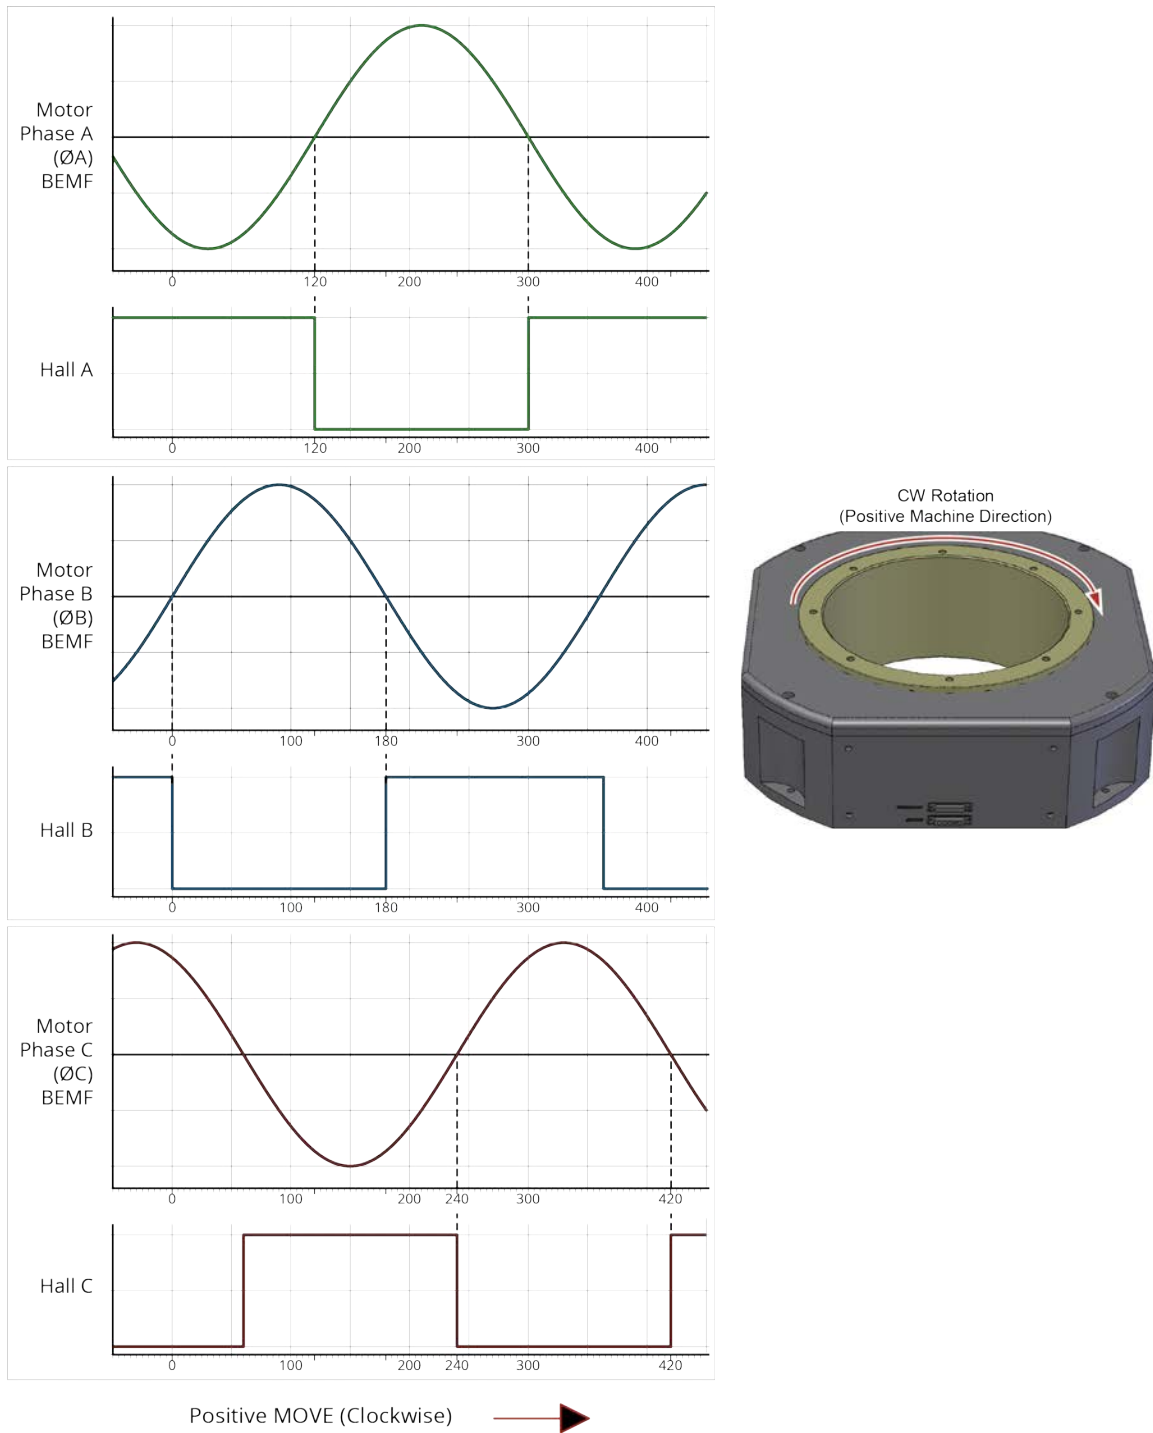 Motor
Phase A
(ØA)
BEMF
0 120 200 300 400
Hall A
0 120 200 300 400
Motor
Phase B
(ØB)
BEMF
0 100 180 300 400
Hall B
0 100 180 300 400
CW Rotation
(Positive Machine Direction)
Motor
Phase C
(ØC)
BEMF
0 100 200 240 300 420
Hall C
0 100 200 240 300 420
Positive MOVE (Clockwise)